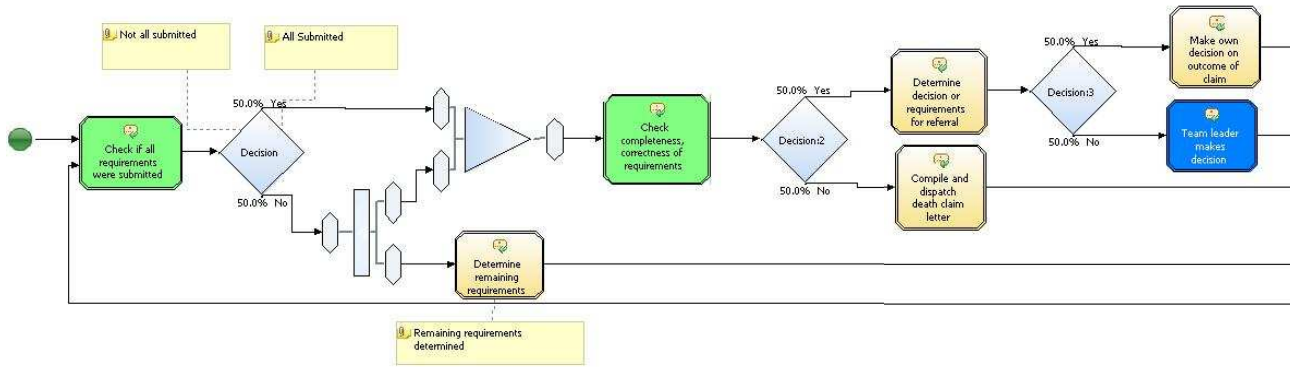 Not all submitted
All Submitted
Check if all
requirements
were submitted
50.0% Yes
Decision
50.0% No
Determine
remaining
requirements
Remaining requirements
determined
Check
completeness,
correctness of
requirements
50.0% Yes
Decision:2
50.0% No
Determine
decision or
requirements
for referral
Compile and
dispatch
death claim
letter
50.0% Yes
Decision:3
50.0% No
Make own
decision on
outcome of
claim
Team leader
makes
decision